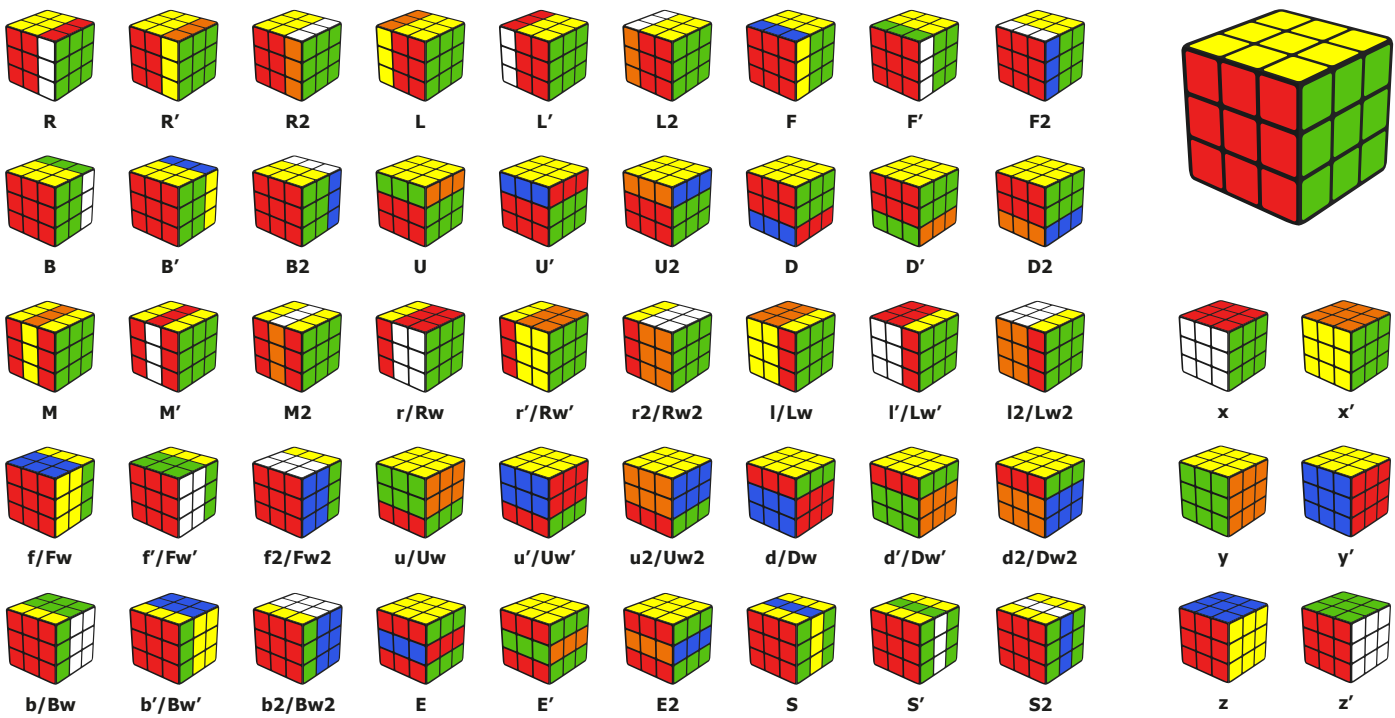 R R′ R2 L L′ L2 F F′ F2
B B′ B2 U U′ U2 D D′ D2
M M′ M2 r/Rw r′/Rw′ r2/Rw2 l/Lw l′/Lw′ l2/Lw2 x x′
f/Fw f′/Fw′ f2/Fw2 u/Uw u′/Uw′ u2/Uw2 d/Dw d′/Dw′ d2/Dw2 y y′
b/Bw b′/Bw′ b2/Bw2 E E′ E2 S S′ S2 z z′